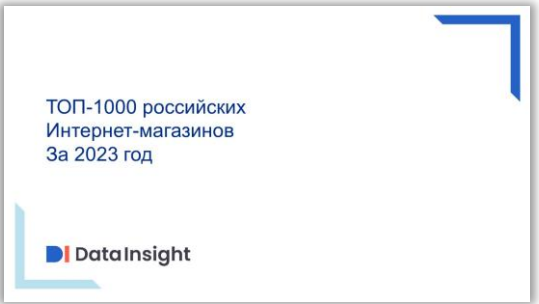 ТОП-1000 российских
Интернет-магазинов
За 2023 год
DataInsight